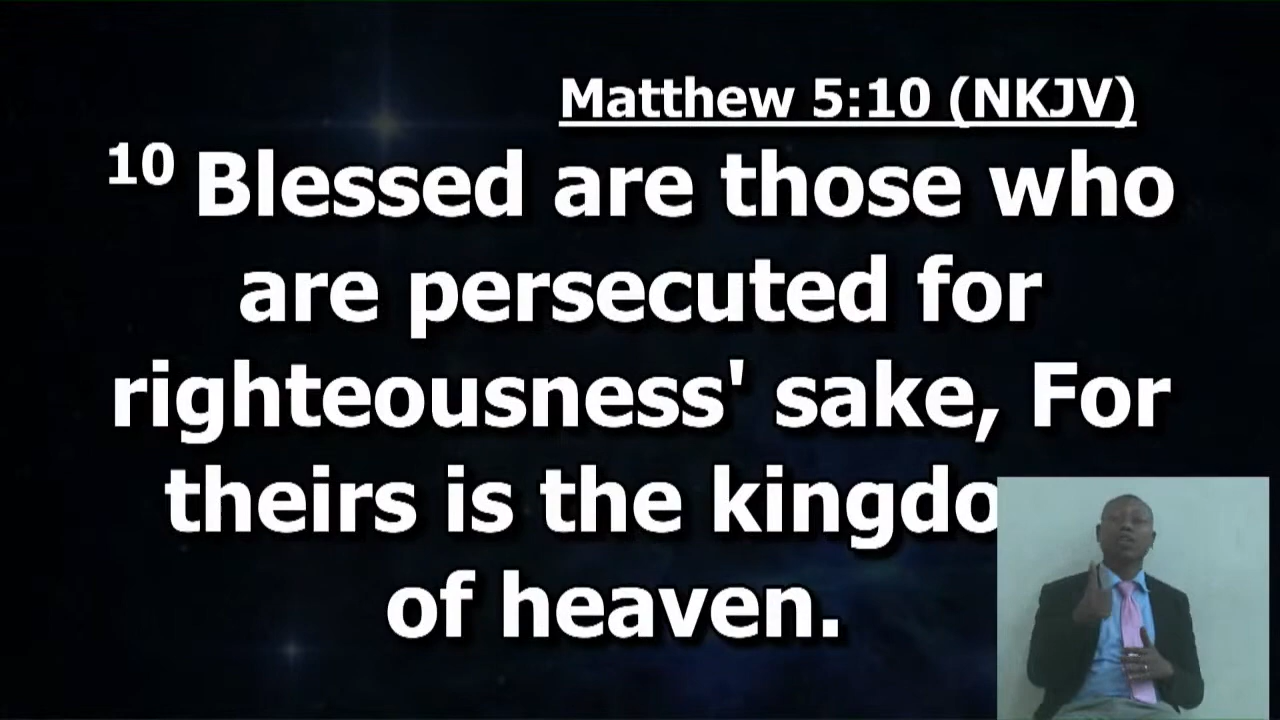 Matthew 5:10 (NKJV)
10 Blessed are those who
are persecuted for
righteousness' sake, For
theirs is the kingdo
of heaven.